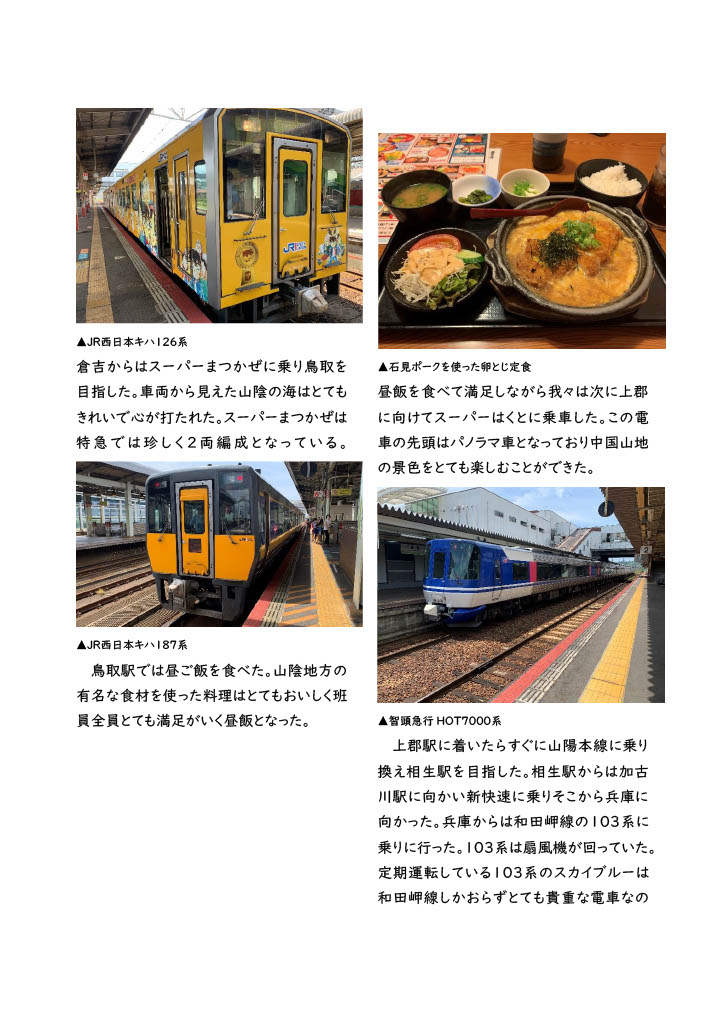 ▲JR西日本キハ126系
倉吉からはスーパーまつかぜに乗り鳥取を
目指した。車両から見えた山陰の海はとても
きれいで心が打たれた。スーパーまつかぜは
特急では珍しく2両編成となっている。
▲JR西日本キハ187系
鳥取駅では昼ご飯を食べた。山陰地方の
有名な食材を使った料理はとてもおいしく班
員全員とても満足がいく昼飯となった。
▲石見ポークを使った卵とじ定食
昼飯を食べて満足しながら我々は次に上郡
に向けてスーパーはくとに乗車した。この電
車の先頭はパノラマ車となっており中国山地
の景色をとても楽しむことができた。
▲智頭急行 HOT7000系
上郡駅に着いたらすぐに山陽本線に乗り
換え相生駅を目指した。相生駅からは加古
川駅に向かい新快速に乗りそこから兵庫に
向かった。兵庫からは和田岬線の103系に
乗りに行った。103系は扇風機が回っていた。
定期運転している103系のスカイブルーは
和田岬線しかおらずとても貴重な電車なの